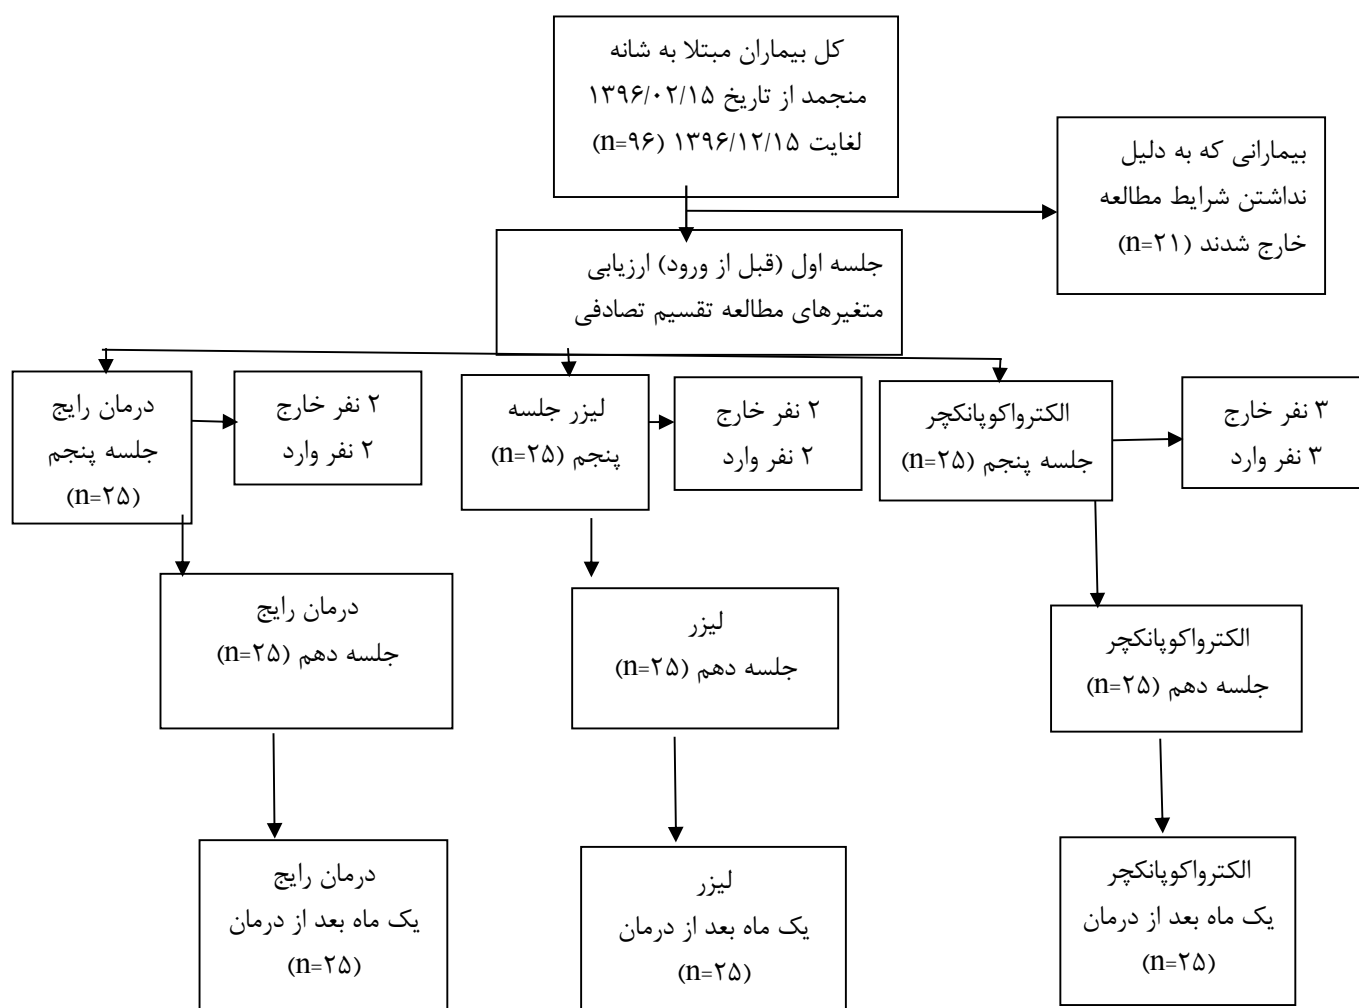 کل بیماران مبتلا به شانه
منجمد از تاریخ ۱۳۹۶/۰۲/۱۵
لغایت ۱۳۹۶/۱۲/۱۵ (n=۹۶)
بیمارانی که به دلیل
نداشتن شرایط مطالعه
خارج شدند (n=۲۱)
جلسه اول (قبل از ورود) ارزیابی
متغیرهای مطالعه تقسیم تصادفی
الکترواکوپانکچر
جلسه پنجم (n=۲۵)
۳ نفر خارج
۳ نفر وارد
لیزر جلسه
پنجم (n=۲۵)
۲ نفر خارج
۲ نفر وارد
درمان رایج
جلسه پنجم
(n=۲۵)
۲ نفر خارج
۲ نفر وارد
الکترواکوپانکچر
جلسه دهم (n=۲۵)
لیزر
جلسه دهم (n=۲۵)
درمان رایج
جلسه دهم (n=۲۵)
الکترواکوپانکچر
یک ماه بعد از درمان
(n=۲۵)
لیزر
یک ماه بعد از درمان
(n=۲۵)
درمان رایج
یک ماه بعد از درمان
(n=۲۵)